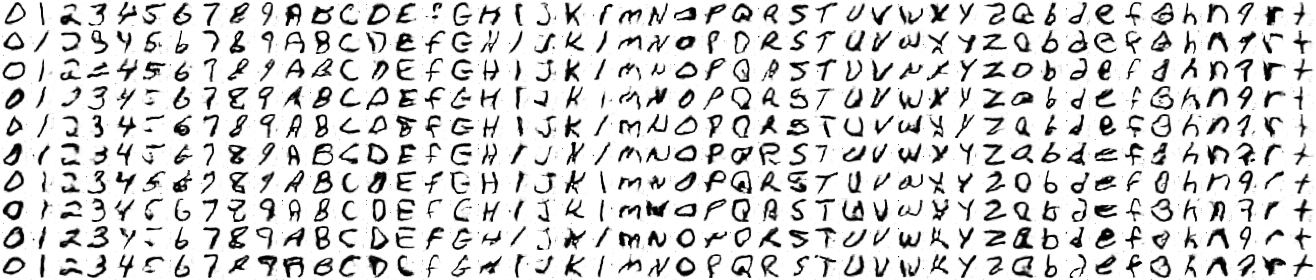 0 1 2 3 4 5 6 7 8 9 A B C D E F G H I J K l m N O P Q R S T U V W X Y Z a b d e f g h n q r t
0 1 2 3 4 5 6 7 8 9 A B C D E f G H I J K l m N O P Q R S T U V W X Y Z a b d e f g h n q r t
0 1 2 3 4 5 6 7 8 9 A B C D E f G H I J K l m N O P Q R S T U V W X Y Z a b d e f g h n q r t
0 1 2 3 4 5 6 7 8 9 A B C D E f G H I J K l m N O P Q R S T U V W X Y Z a b d e f g h n q r t
0 1 2 3 4 5 6 7 8 9 A B C D E f G H I J K l m N O P Q R S T U V W X Y Z a b d e f g h n q r t
0 1 2 3 4 5 6 7 8 9 A B C D E f G H I J K l m N O P Q R S T U V W X Y Z a b d e f g h n q r t
0 1 2 3 4 5 6 7 8 9 A B C D E f G H I J K l m N O P Q R S T U V W X Y Z a b d e f g h n q r t
0 1 2 3 4 5 6 7 8 9 A B C D E f G H I J K l m N O P Q R S T U V W X Y Z a b d e f g h n q r t
0 1 2 3 4 5 6 7 8 9 A B C D E f G H I J K l m N O P Q R S T U V W X Y Z a b d e f g h n q r t
0 1 2 3 4 5 6 7 8 9 A B C D E f G H I J K l m N O P Q R S T U V W X Y Z a b d e f g h n q r t